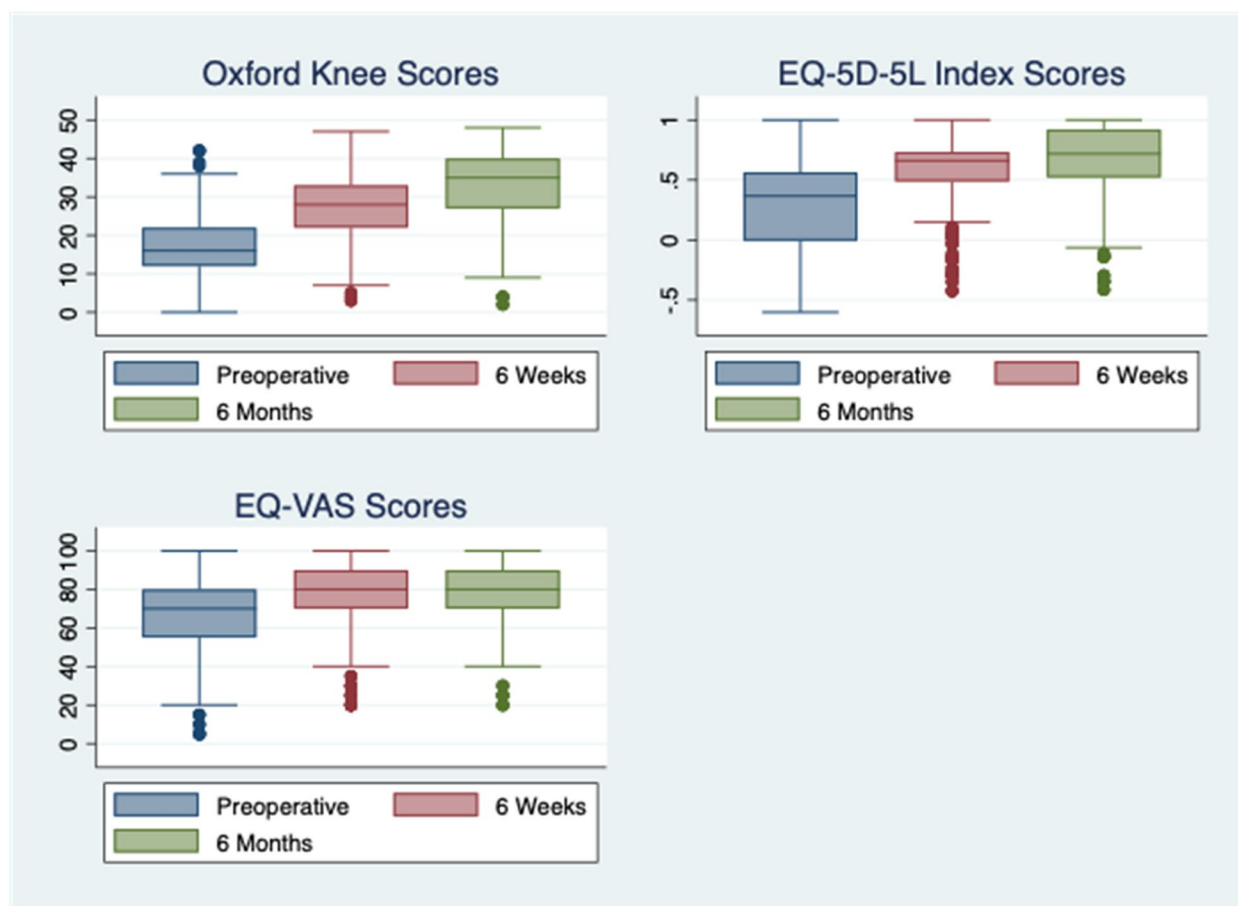 Oxford Knee Scores
50
40
30
20
10
0
Preoperative 6 Weeks
6 Months
EQ-5D-5L Index Scores
1
.5
0
-.5
Preoperative 6 Weeks
6 Months
EQ-VAS Scores
100
80
60
40
20
0
Preoperative 6 Weeks
6 Months